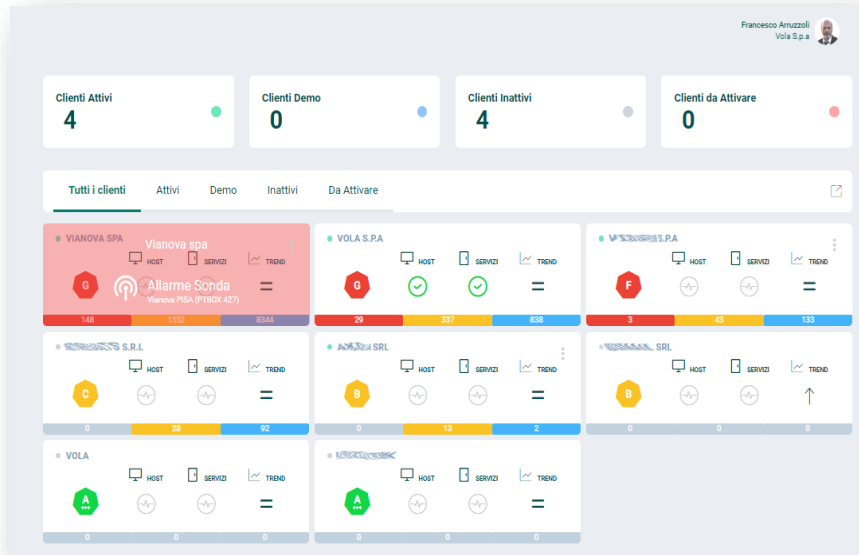 Francesco Arruzzoli
Vola S.p.a
Clienti Attivi
4
Clienti Demo
0
Clienti Inattivi
4
Clienti da Attivare
0
Tutti i clienti Attivi Demo Inattivi Da Attivare
VIANOVA SPA
Vianova spa
HOST SERVIZI TREND
G
Allarme Sonda
Vianova PISA (PTBOX 427)
148 1552 8344
VOLA S.P.A
HOST SERVIZI TREND
G
29 337 838
S.P.A
HOST SERVIZI TREND
F
3 43 133
S.R.L
HOST SERVIZI TREND
C
0 28 92
SRL
HOST SERVIZI TREND
B
0 13 2
SRL
HOST SERVIZI TREND
B
0 0 0
VOLA
HOST SERVIZI TREND
A
0 0 0
HOST SERVIZI TREND
A
0 0 0